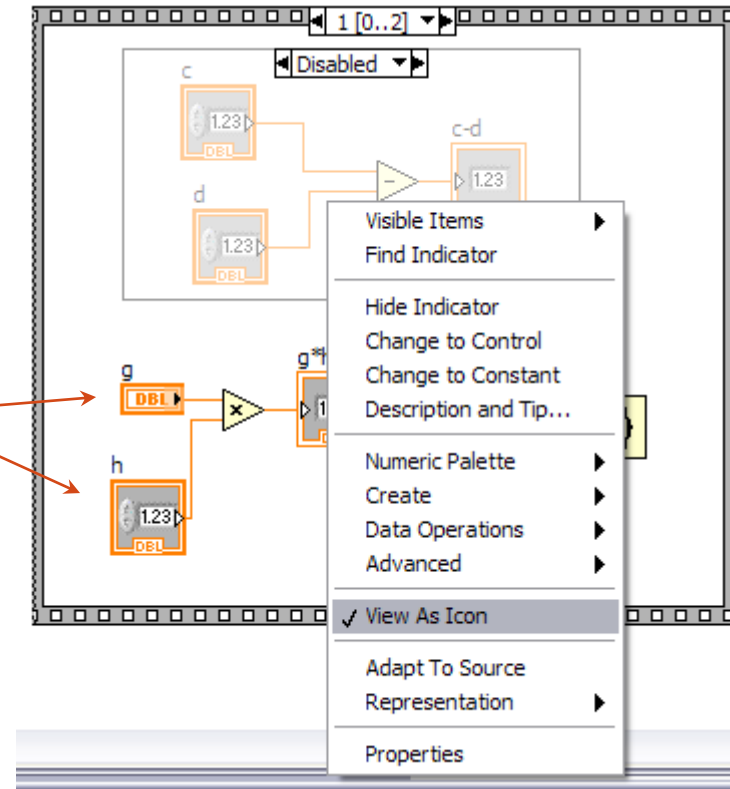 1 [0..2]
Disabled
c
1.23
DBL
c-d
1.23
d
1.23
DBL
g
DBL
g*h
h
1.23
DBL
Visible Items
Find Indicator
Hide Indicator
Change to Control
Change to Constant
Description and Tip...
Numeric Palette
Create
Data Operations
Advanced
View As Icon
Adapt To Source
Representation
Properties